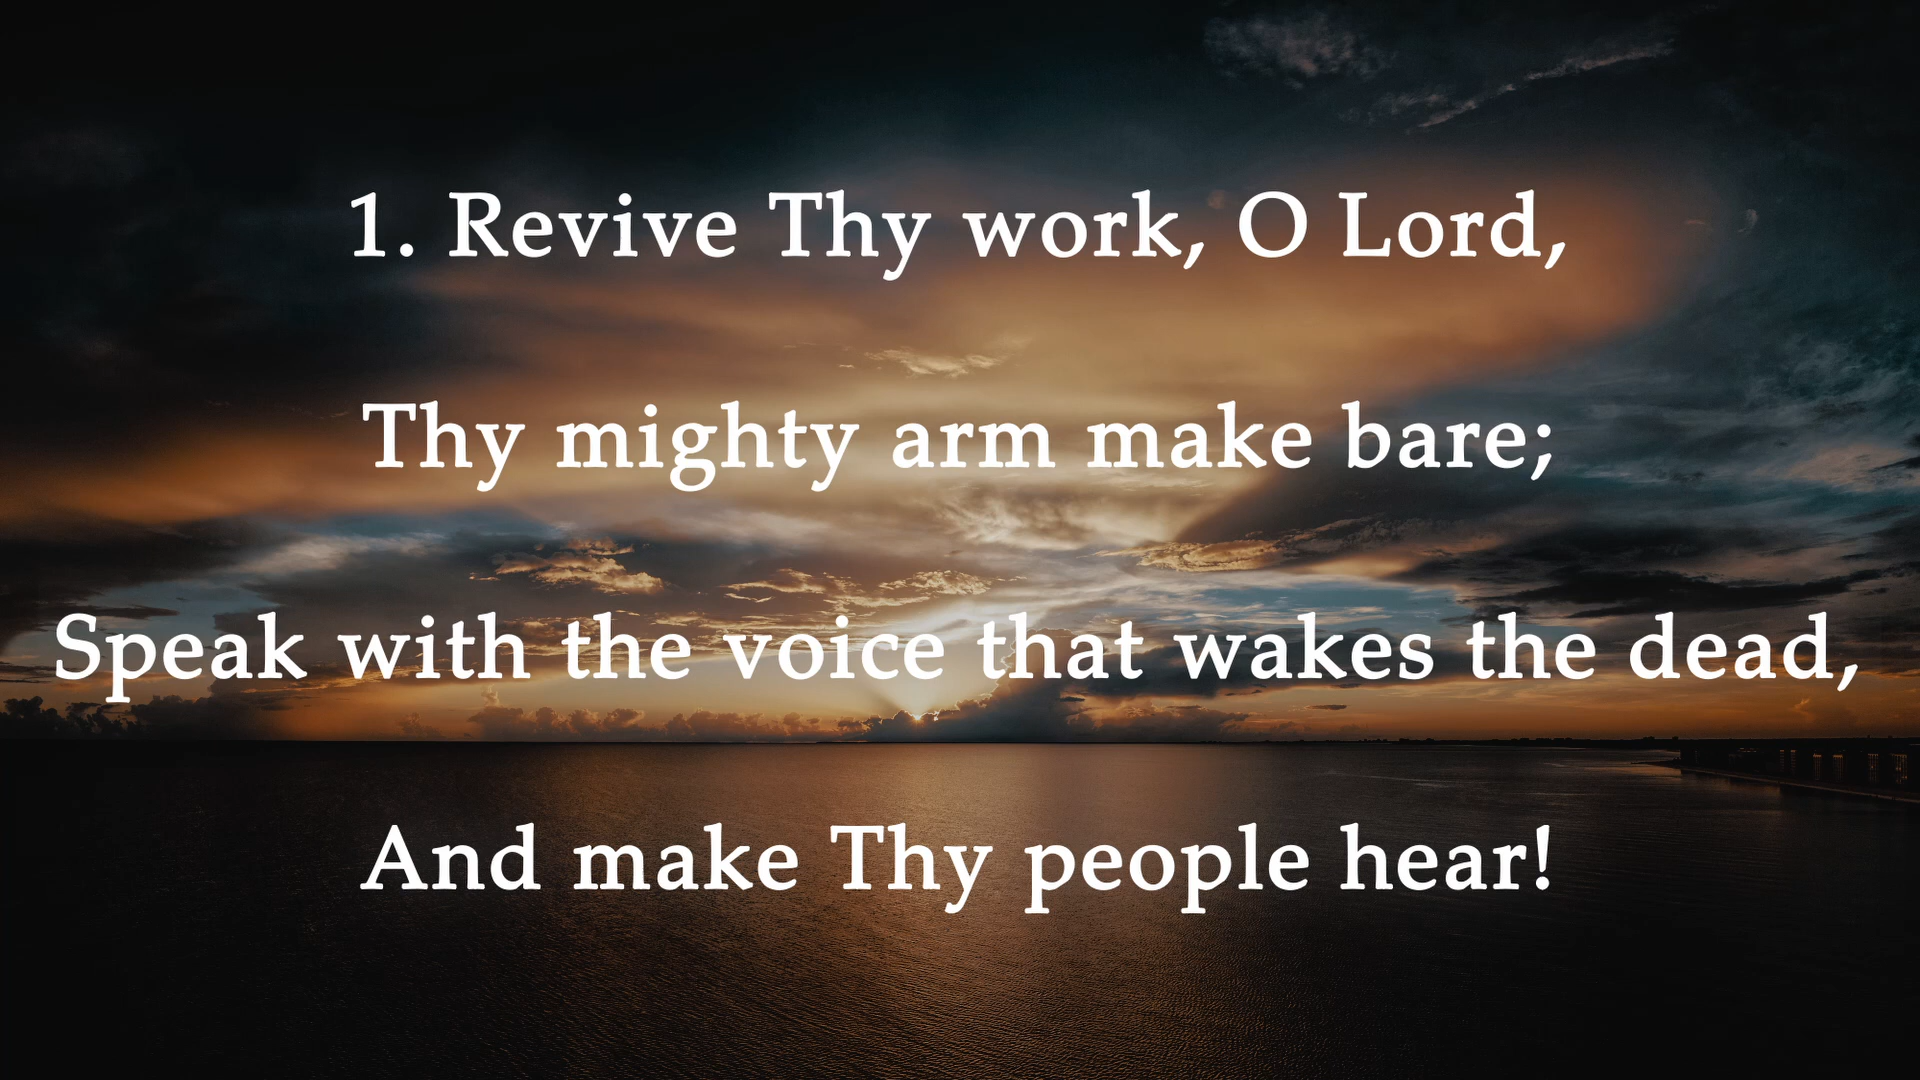 1. Revive Thy work, O Lord,
Thy mighty arm make bare;
Speak with the voice that wakes the dead,
And make Thy people hear!